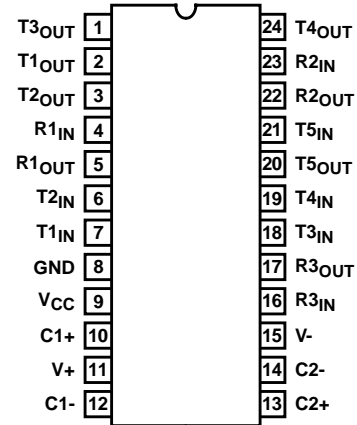 T3OUT 1 24 T4OUT
T1OUT 2 23 R2IN
T2OUT 3 22 R2OUT
R1IN 4 21 T5IN
R1OUT 5 20 T5OUT
T2IN 6 19 T4IN
T1IN 7 18 T3IN
GND 8 17 R3OUT
VCC 9 16 R3IN
C1+ 10 15 V-
V+ 11 14 C2-
C1- 12 13 C2+